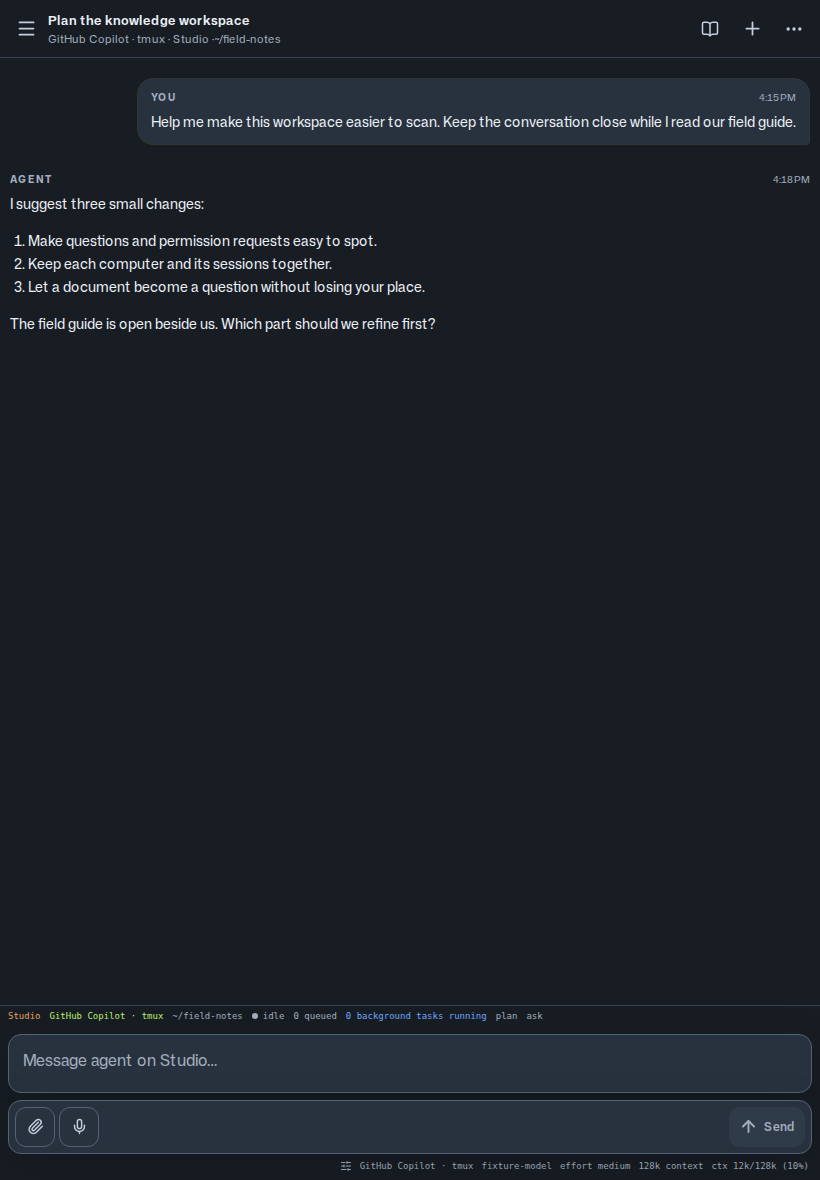 Plan the knowledge workspace
GitHub Copilot · tmux · Studio · ~/field-notes
YOU 4:15 PM
Help me make this workspace easier to scan. Keep the conversation close while I read our field guide.
AGENT 4:18 PM
I suggest three small changes:
1. Make questions and permission requests easy to spot.
2. Keep each computer and its sessions together.
3. Let a document become a question without losing your place.
The field guide is open beside us. Which part should we refine first?
Studio GitHub Copilot · tmux ~/field-notes idle 0 queued 0 background tasks running plan ask
Message agent on Studio...
Send
GitHub Copilot · tmux fixture-model effort medium 128k context ctx 12k/128k (10%)